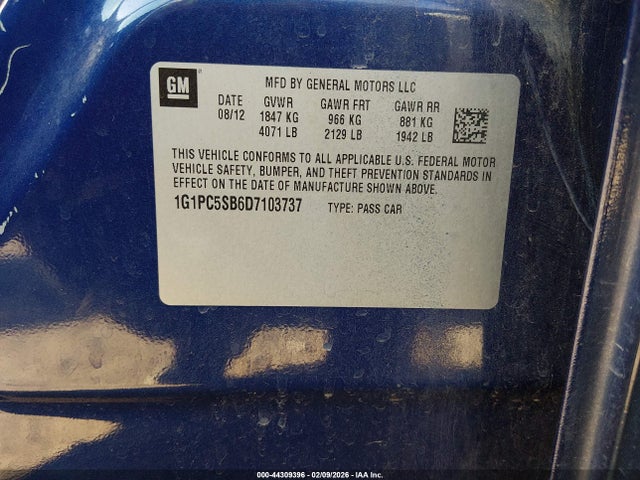 GM
MFD BY GENERAL MOTORS LLC
DATE GVWR GAWR FRT GAWR RR
08/12 1847 KG 966 KG 881 KG
4071 LB 2129 LB 1942 LB
THIS VEHICLE CONFORMS TO ALL APPLICABLE U.S. FEDERAL MOTOR
VEHICLE SAFETY, BUMPER, AND THEFT PREVENTION STANDARDS IN
EFFECT ON THE DATE OF MANUFACTURE SHOWN ABOVE.
1G1PC5SB6D7103737 TYPE: PASS CAR
000-44309396 - 02/09/2026 - IAA Inc.